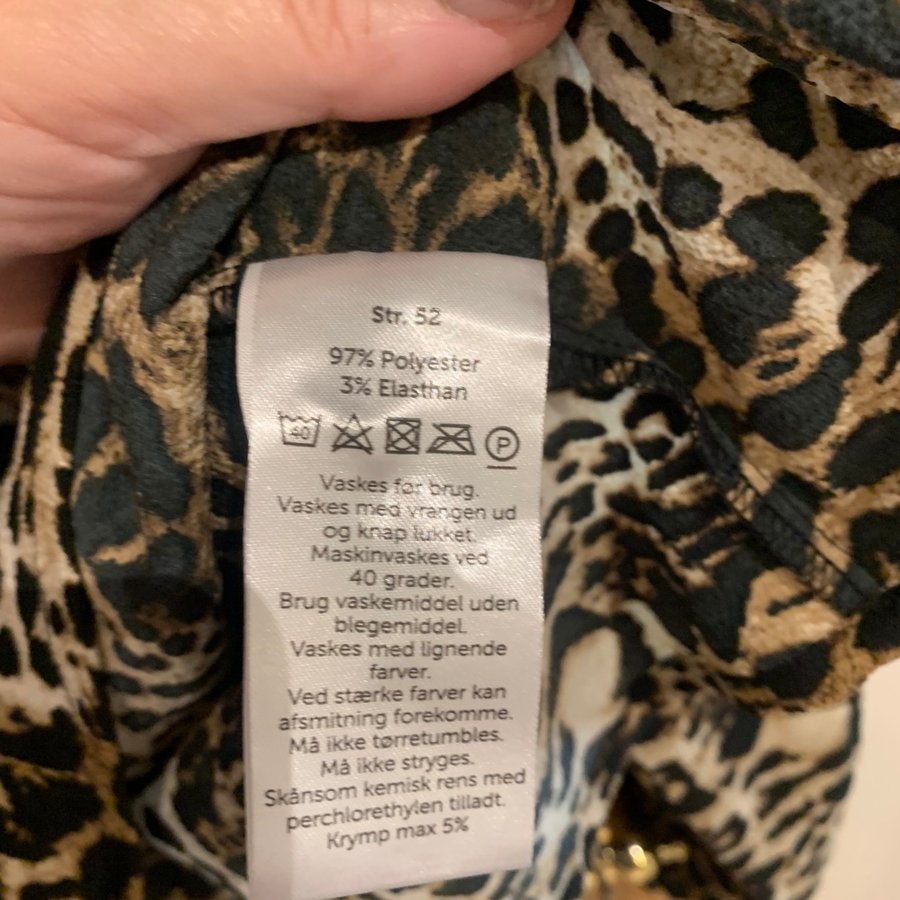 Str. 52
97% Polyester
3% Elasthan
40 P
Vaskes før brug.
Vaskes med vrangen ud
og knap lukket.
Maskinvaskes ved
40 grader.
Brug vaskemiddel uden
blegemiddel.
Vaskes med lignende
farver.
Ved stærke farver kan
afsmitning forekomme.
Må ikke tørretumbles.
Må ikke stryges.
Skånsom kemisk rens med
perchlorethylen tilladt.
Krymp max 5%